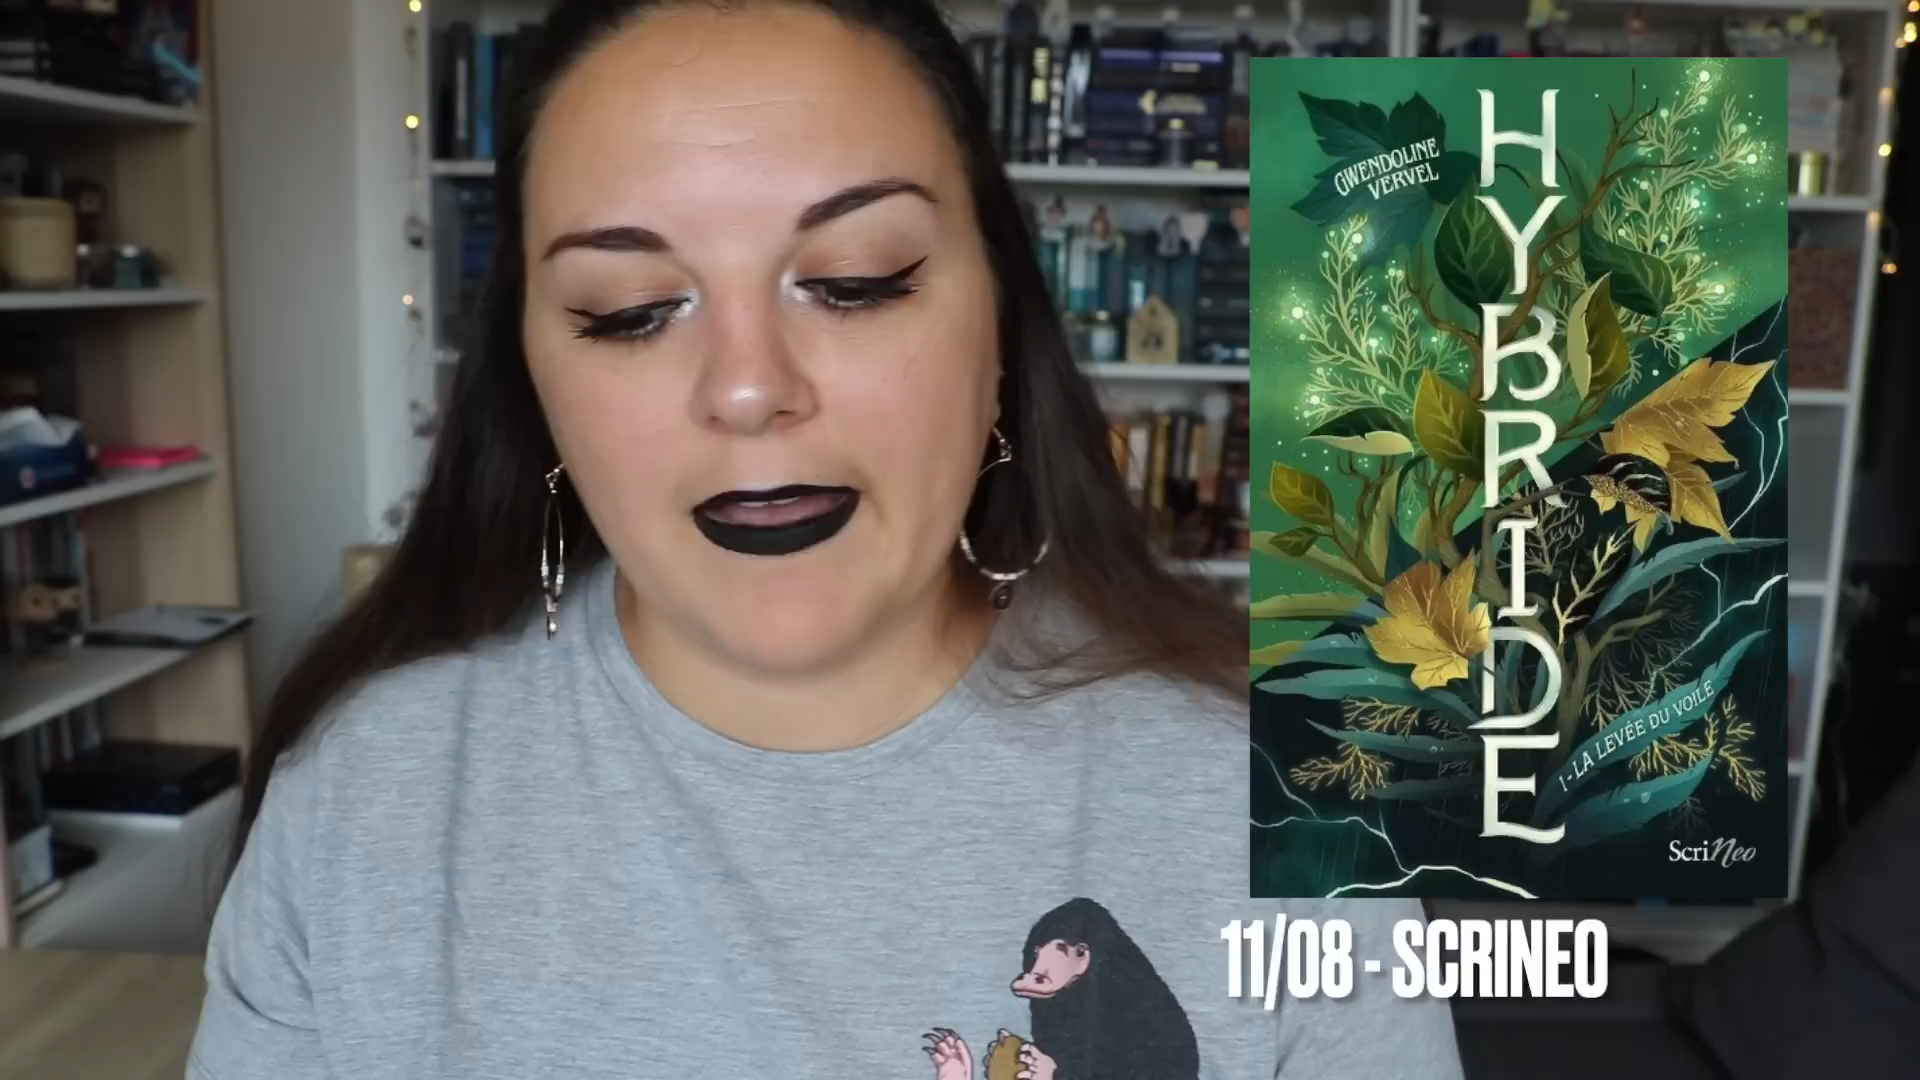 GWENDOLINE
VERVEL
HYBRIDE
1 - LA LEVÉE DU VOILE
ScriNeo
11/08 - SCRINEO